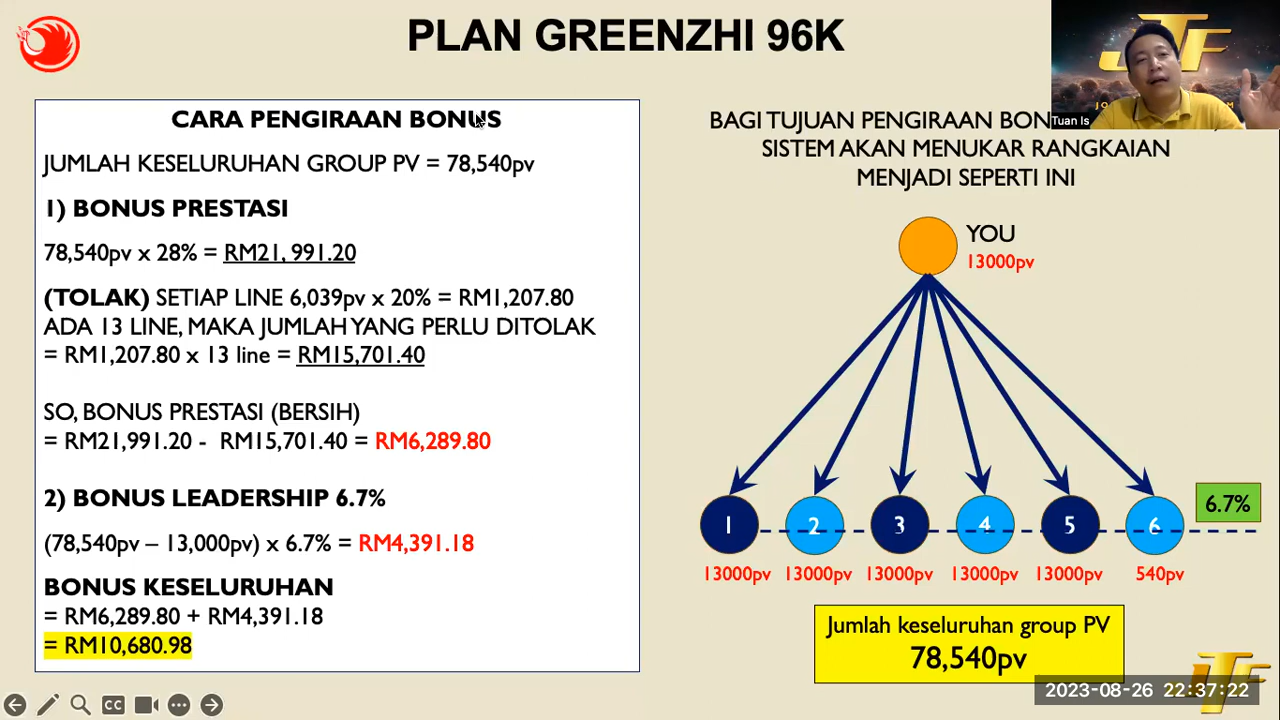 PLAN GREENZHI 96K
CARA PENGIRAAN BONUS
JUMLAH KESELURUHAN GROUP PV = 78,540pv
1) BONUS PRESTASI
78,540pv x 28% = RM21, 991.20
(TOLAK) SETIAP LINE 6,039pv x 20% = RM1,207.80
ADA 13 LINE, MAKA JUMLAH YANG PERLU DITOLAK
= RM1,207.80 x 13 line = RM15,701.40
SO, BONUS PRESTASI (BERSIH)
= RM21,991.20 - RM15,701.40 = RM6,289.80
2) BONUS LEADERSHIP 6.7%
(78,540pv – 13,000pv) x 6.7% = RM4,391.18
BONUS KESELURUHAN
= RM6,289.80 + RM4,391.18
= RM10,680.98
BAGI TUJUAN PENGIRAAN
SISTEM AKAN MENUKAR RANGKAIAN
MENJADI SEPERTI INI
YOU
13000pv
1 2 3 4 5 6
6.7%
13000pv 13000pv 13000pv 13000pv 13000pv 540pv
Jumlah keseluruhan group PV
78,540pv
JTF
Tuan Is
CC
2023-08-26 22:37:22